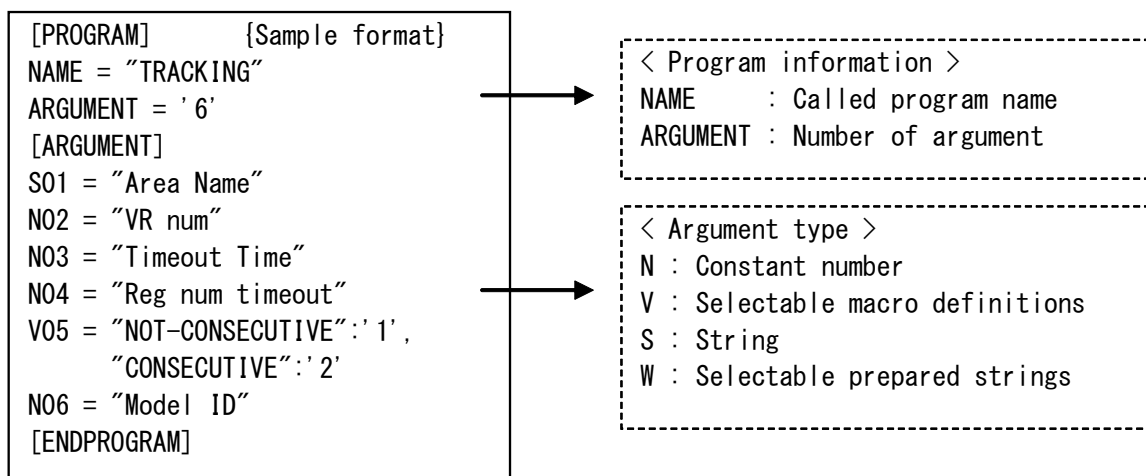 [PROGRAM] {Sample format}
NAME = "TRACKING"
ARGUMENT = '6'
[ARGUMENT]
S01 = "Area Name"
N02 = "VR num"
N03 = "Timeout Time"
N04 = "Reg num timeout"
V05 = "NOT-CONSECUTIVE":'1',
"CONSECUTIVE":'2'
N06 = "Model ID"
[ENDPROGRAM]
< Program information >
NAME : Called program name
ARGUMENT : Number of argument
< Argument type >
N : Constant number
V : Selectable macro definitions
S : String
W : Selectable prepared strings